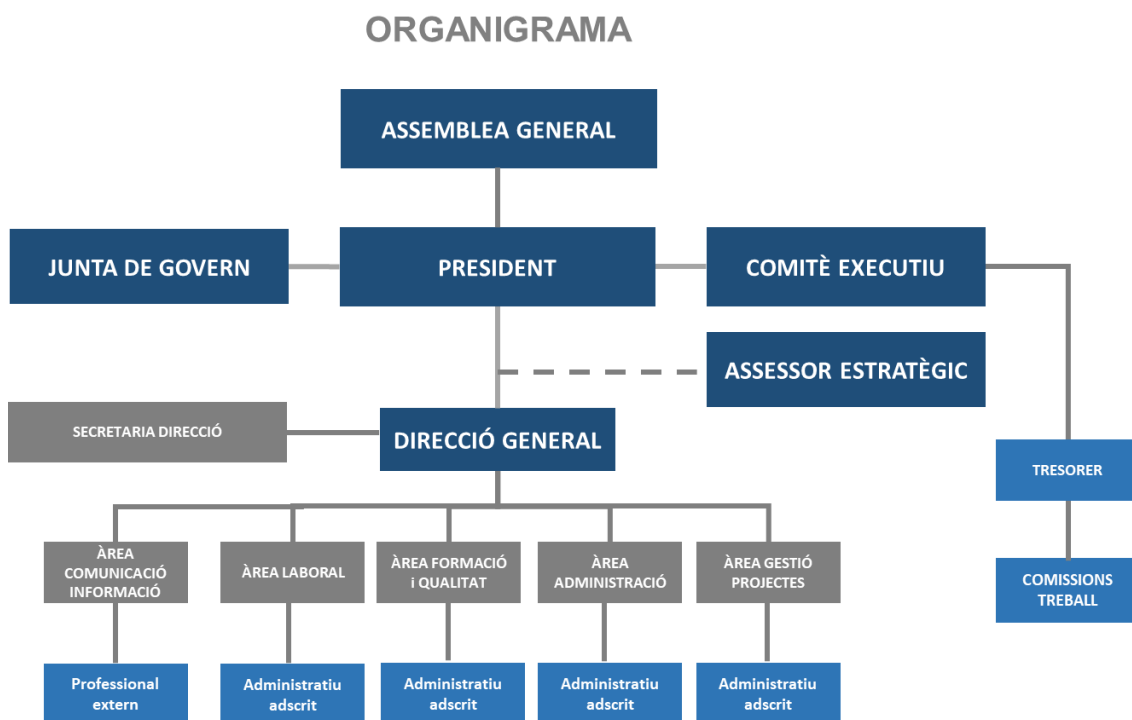 ORGANIGRAMA
ASSEMBLEA GENERAL
JUNTA DE GOVERN
PRESIDENT
COMITÈ EXECUTIU
ASSESSOR ESTRATÈGIC
SECRETARIA DIRECCIÓ
DIRECCIÓ GENERAL
TRESORER
ÀREA
COMUNICACIÓ
INFORMACIÓ
ÀREA LABORAL
ÀREA FORMACIÓ
i QUALITAT
ÀREA
ADMINISTRACIÓ
ÀREA GESTIÓ
PROJECTES
COMISSIONS
TREBALL
Professional
extern
Administratiu
adscrit
Administratiu
adscrit
Administratiu
adscrit
Administratiu
adscrit